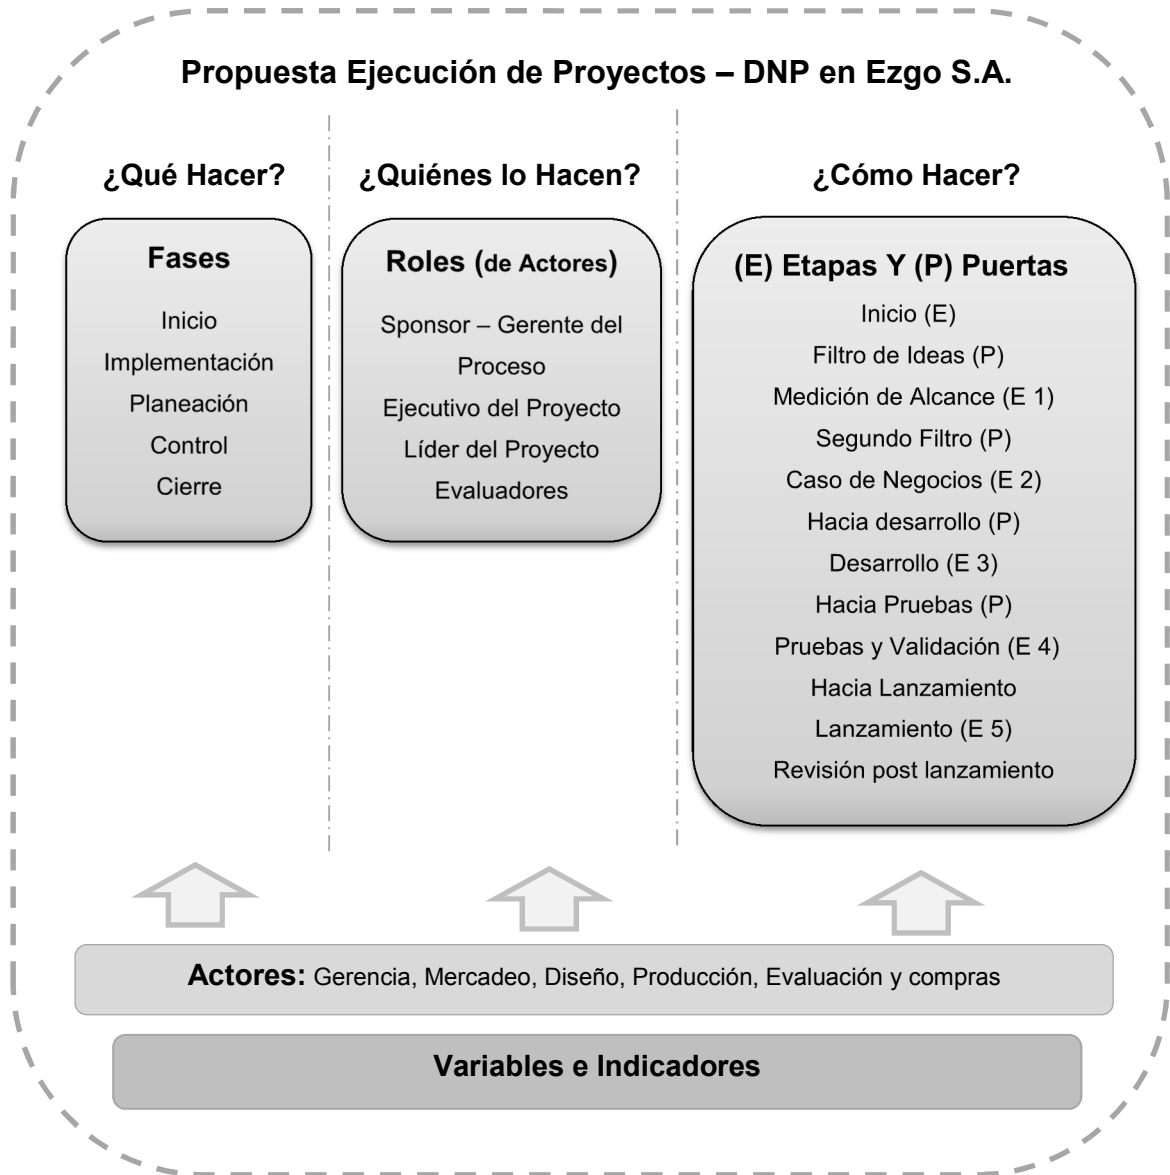 Propuesta Ejecución de Proyectos – DNP en Ezgo S.A.
¿Qué Hacer?
Fases
Inicio
Implementación
Planeación
Control
Cierre
¿Quiénes lo Hacen?
Roles (de Actores)
Sponsor – Gerente del
Proceso
Ejecutivo del Proyecto
Líder del Proyecto
Evaluadores
¿Cómo Hacer?
(E) Etapas Y (P) Puertas
Inicio (E)
Filtro de Ideas (P)
Medición de Alcance (E 1)
Segundo Filtro (P)
Caso de Negocios (E 2)
Hacia desarrollo (P)
Desarrollo (E 3)
Hacia Pruebas (P)
Pruebas y Validación (E 4)
Hacia Lanzamiento
Lanzamiento (E 5)
Revisión post lanzamiento
Actores: Gerencia, Mercadeo, Diseño, Producción, Evaluación y compras
Variables e Indicadores